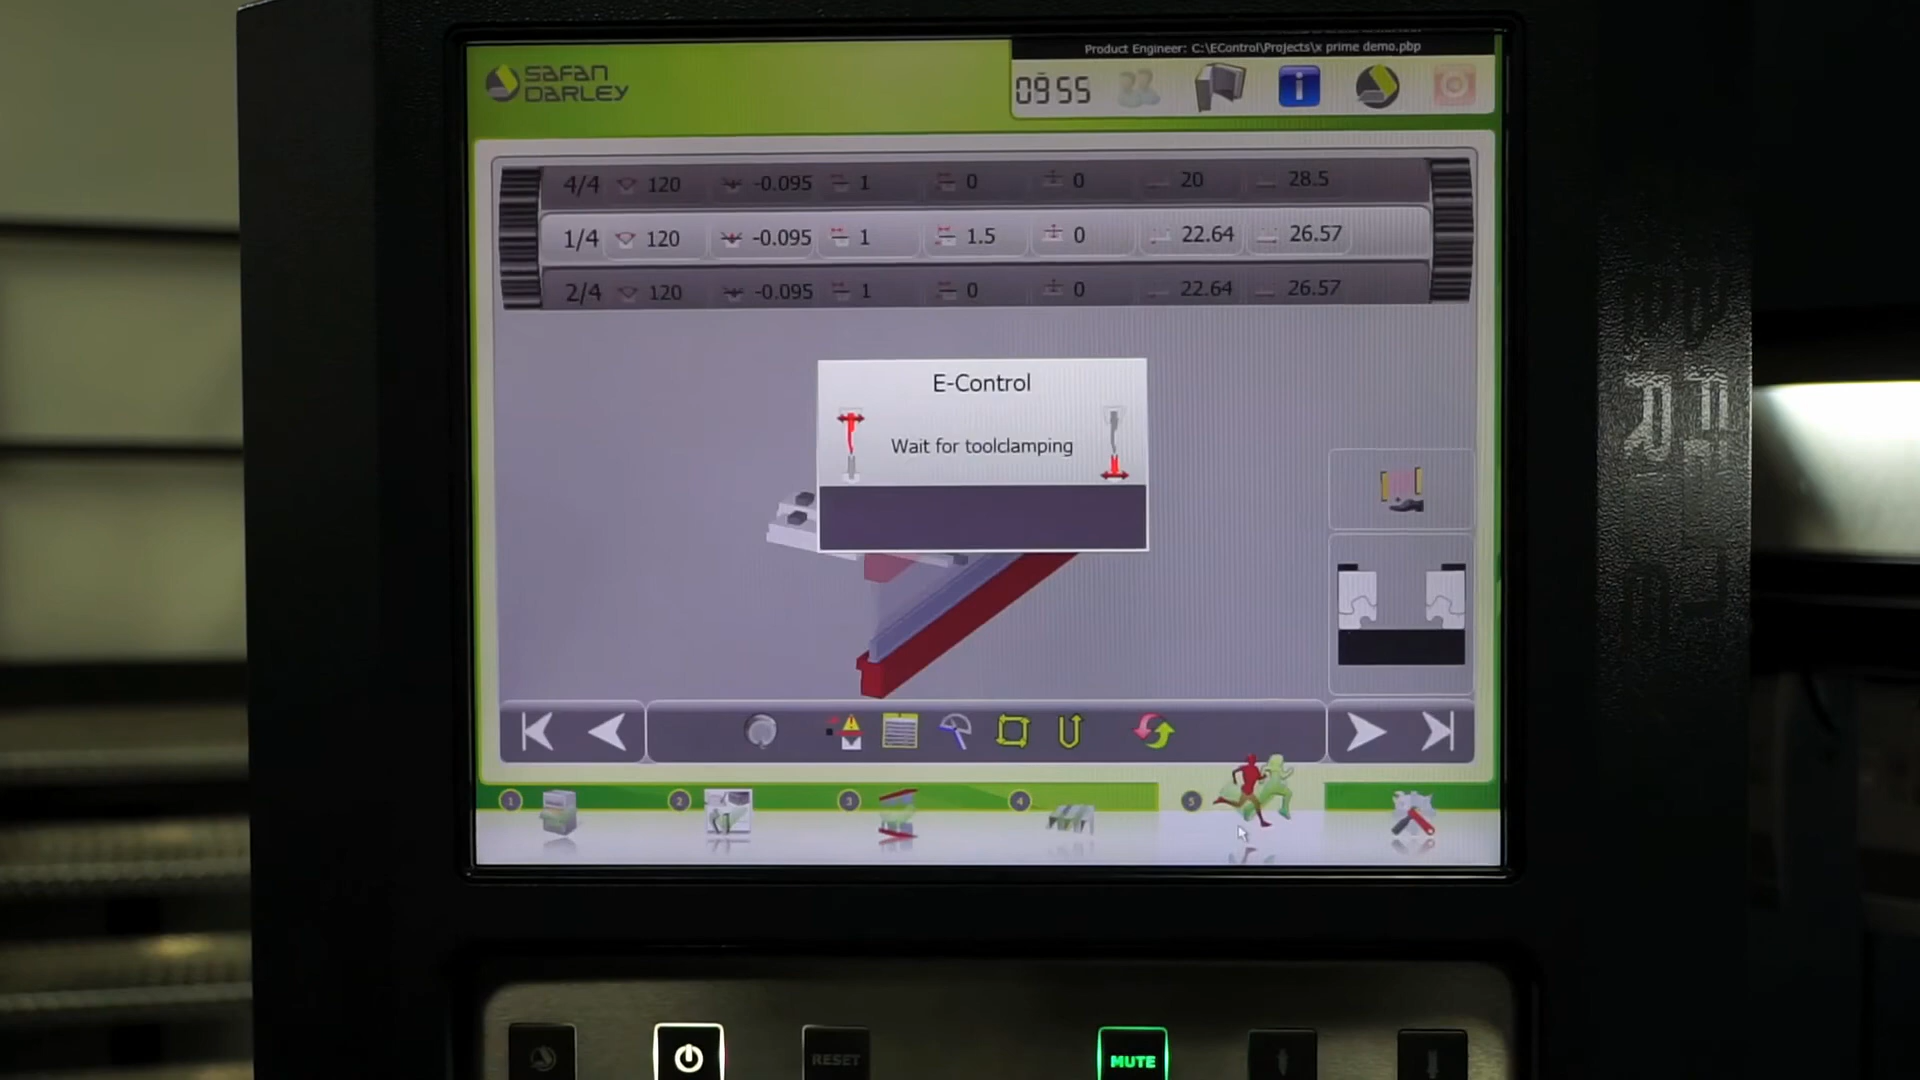 Product Engineer: C:\EControl\Projects\x prime demo.pbp
SAFAN
DARLEY
09:55
i
4/4 120 -0.095 1 0 0 20 28.5
1/4 120 -0.095 1 1.5 0 22.64 26.57
2/4 120 -0.095 1 0 0 22.64 26.57
E-Control
Wait for toolclamping
1 2 3 4 5
RESET
MUTE